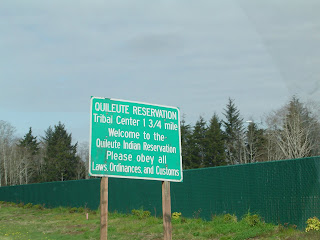 QUILEUTE RESERVATION
Tribal Center 1 3/4 mile
Welcome to the
Quileute Indian Reservation
Please obey all
Laws, Ordinances, and Customs